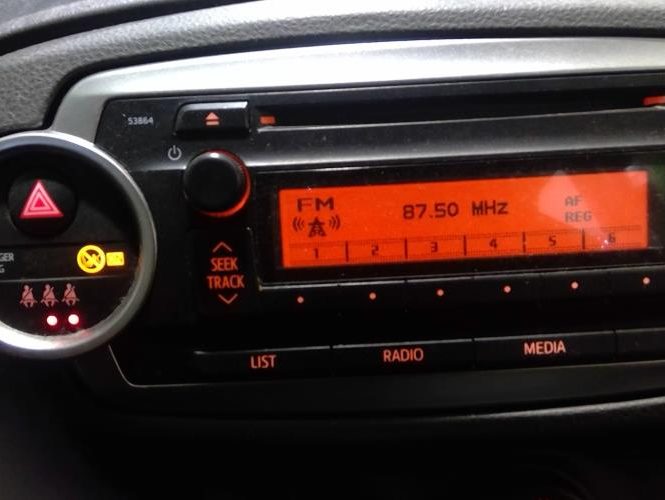 53864
FM 87.50 MHz AF
REG
1 2 3 4 5 6
SEEK
TRACK
LIST RADIO MEDIA